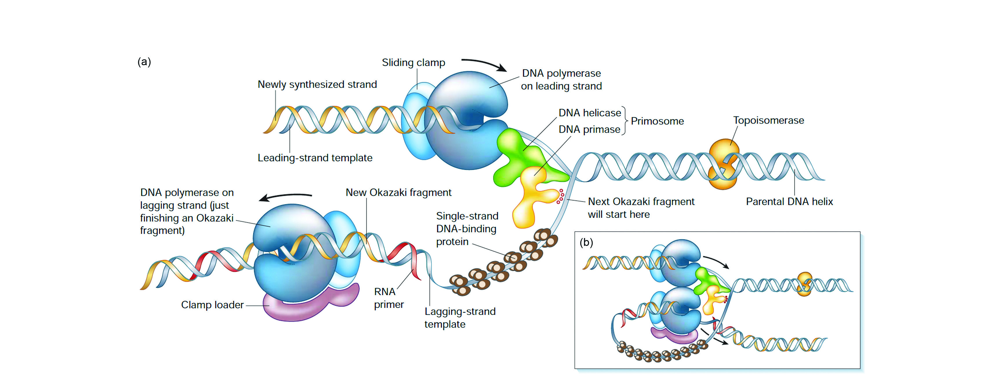 (a)
Sliding clamp
DNA polymerase
on leading strand
Newly synthesized strand
DNA helicase
DNA primase
Primosome
Topoisomerase
Leading-strand template
DNA polymerase on
lagging strand (just
finishing an Okazaki
fragment)
New Okazaki fragment
Next Okazaki fragment
will start here
Parental DNA helix
Single-strand
DNA-binding
protein
(b)
RNA
primer
Clamp loader
Lagging-strand
template